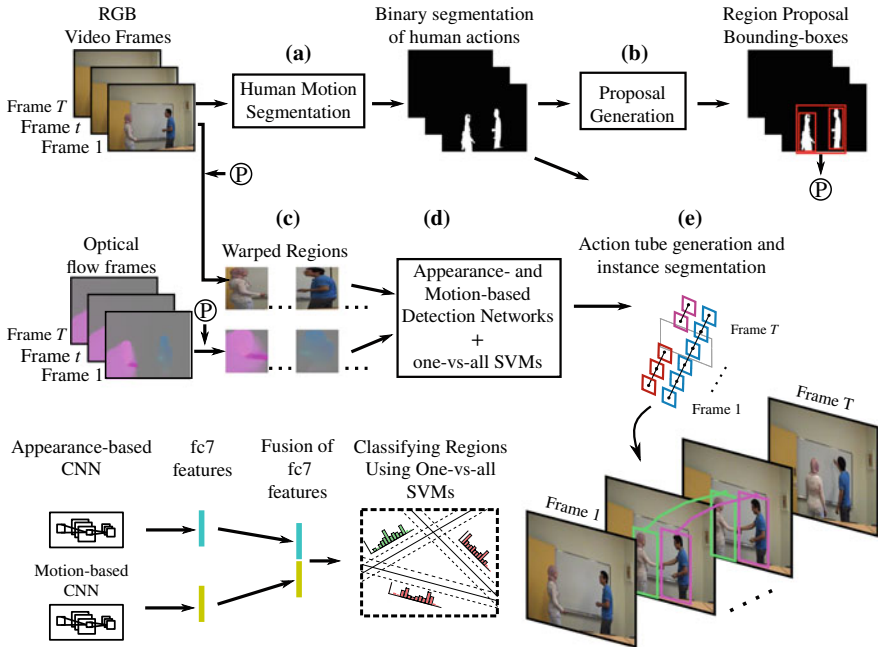 RGB
Video Frames
(a)
Binary segmentation
of human actions
(b)
Region Proposal
Bounding-boxes
Human Motion
Segmentation
Proposal
Generation
Frame T
Frame t
Frame 1
P
P
Optical
flow frames
(c)
Warped Regions
(d)
(e)
Action tube generation and
instance segmentation
P
Frame T
Frame t
Frame 1
Appearance- and
Motion-based
Detection Networks
+
one-vs-all SVMs
Frame T
Frame 1
Appearance-based
CNN
fc7
features
Fusion of
fc7
features
Classifying Regions
Using One-vs-all
SVMs
Motion-based
CNN
Frame 1
Frame T